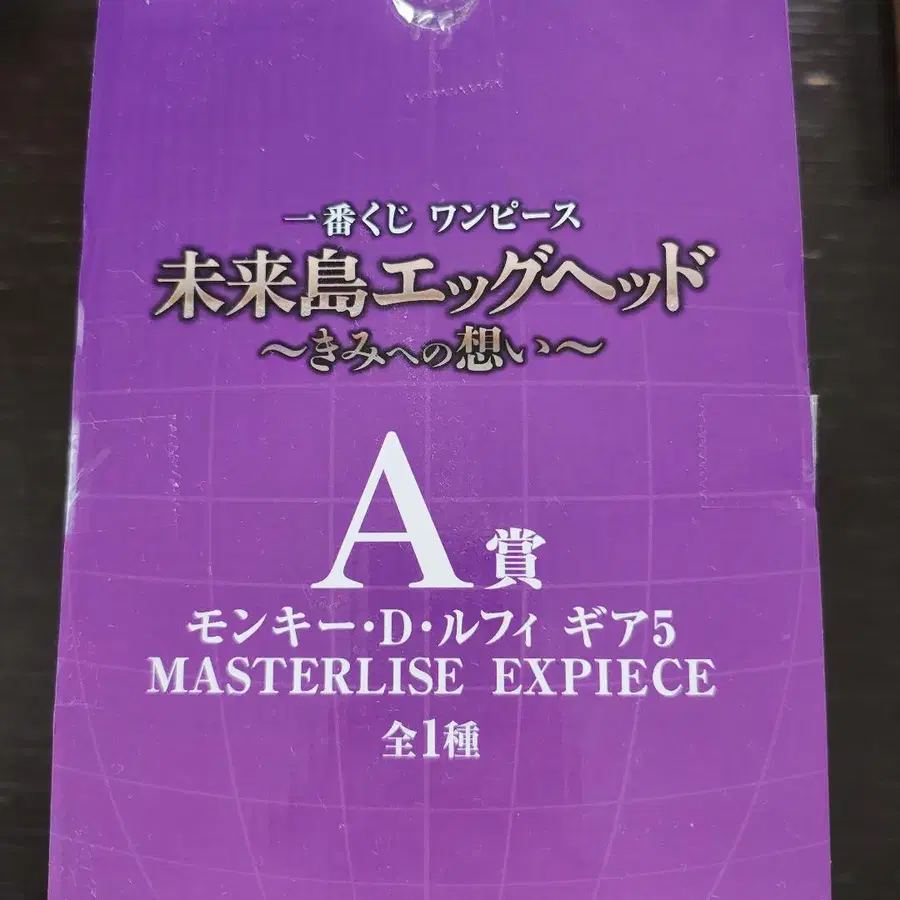 一番くじ ワンピース
未来島エッグヘッド
～きみへの想い～
A賞
モンキー・D・ルフィ ギア5
MASTERLISE EXPIECE
全1種